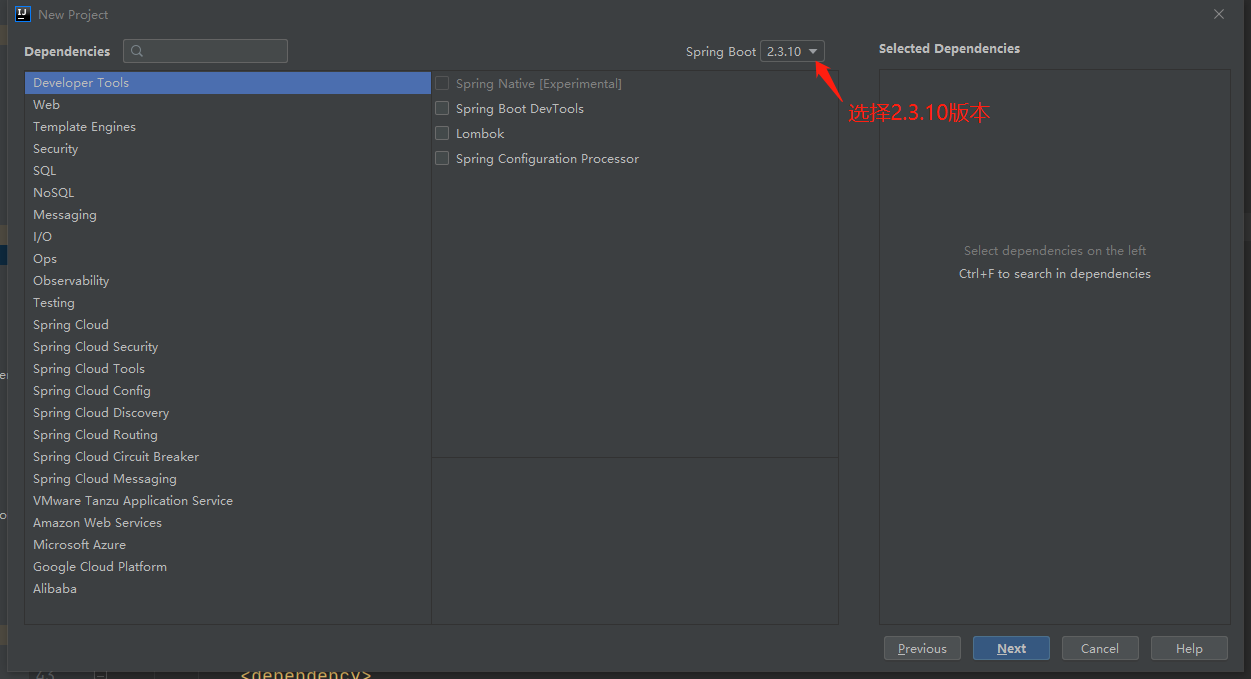 New Project
Dependencies
Spring Boot 2.3.10
Selected Dependencies
Developer Tools
Web
Template Engines
Security
SQL
NoSQL
Messaging
I/O
Ops
Observability
Testing
Spring Cloud
Spring Cloud Security
Spring Cloud Tools
Spring Cloud Config
Spring Cloud Discovery
Spring Cloud Routing
Spring Cloud Circuit Breaker
Spring Cloud Messaging
VMware Tanzu Application Service
Amazon Web Services
Microsoft Azure
Google Cloud Platform
Alibaba
Spring Native [Experimental]
Spring Boot DevTools
Lombok
Spring Configuration Processor
选择2.3.10版本
Select dependencies on the left
Ctrl+F to search in dependencies
Previous
Next
Cancel
Help
43
<dependency>